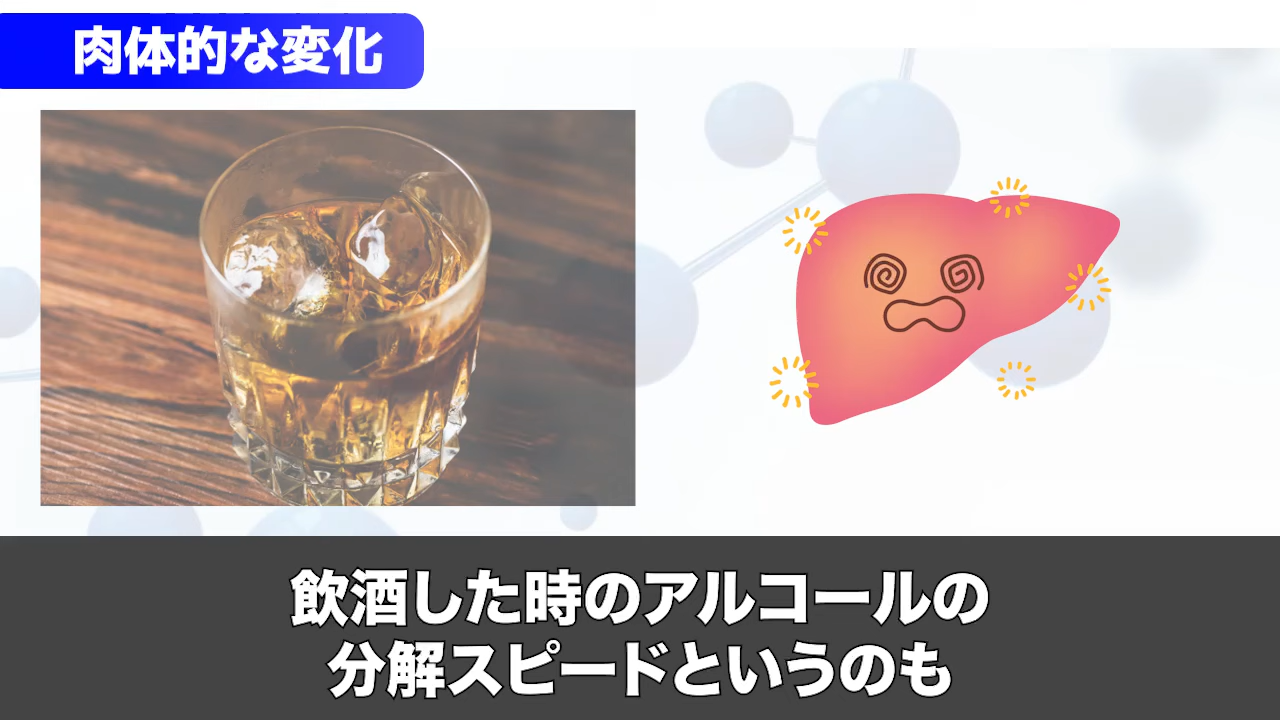 肉体的な変化
飲酒した時のアルコールの
分解スピードというのも